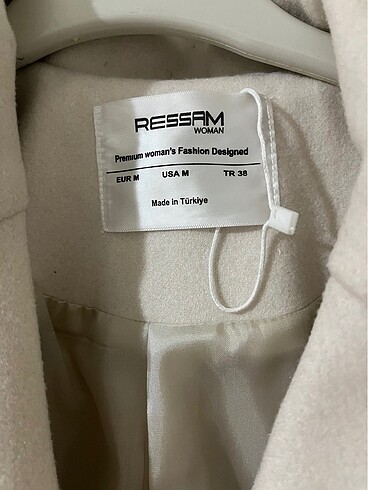 RESSAM
WOMAN
Premium woman's Fashion Designed
EUR M USA M TR 38
Made in Türkiye